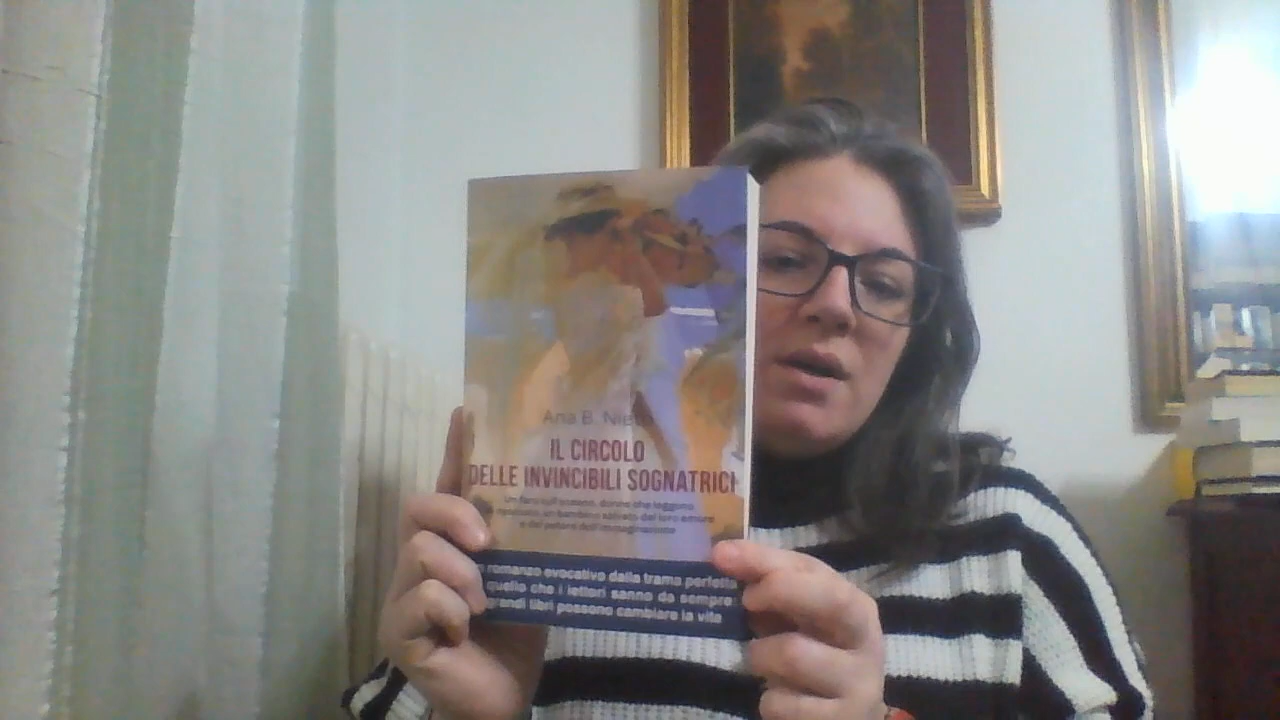 Ana B. Nieto
IL CIRCOLO
DELLE INVINCIBILI SOGNATRICI
Un faro sull'oceano, donne che leggono
un bambino salvato dal loro amore
e dal potere dell'immaginazione
romanzo evocativo dalla trama perfetta
quello che i lettori sanno da sempre
libri possono cambiare la vita